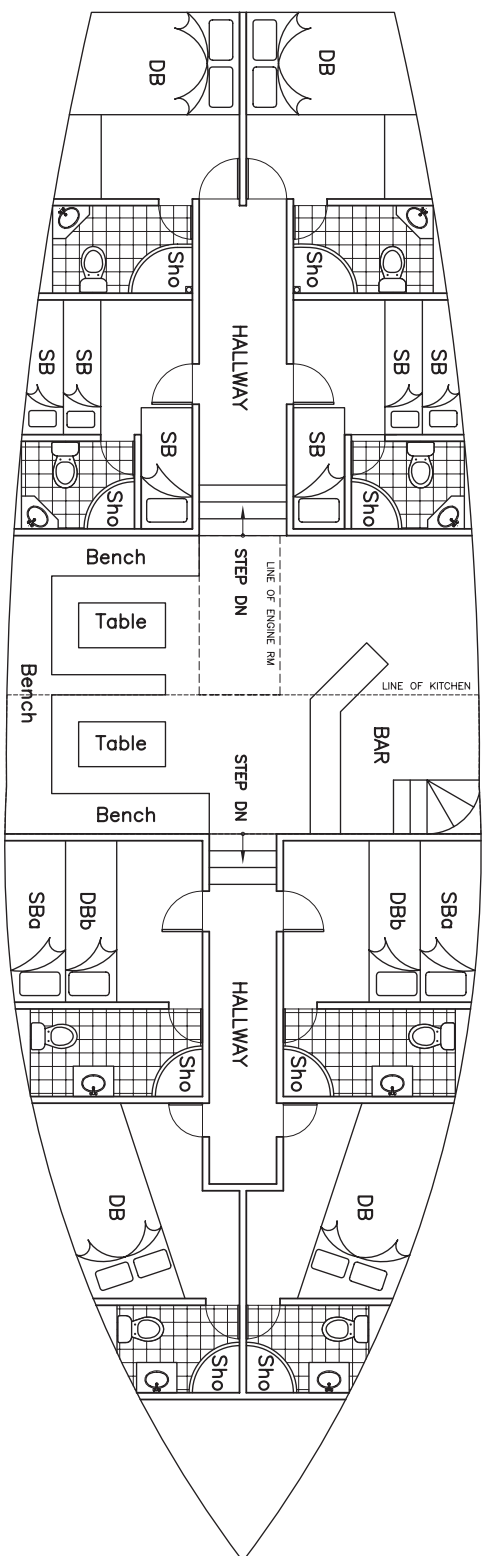 DB
DB
Sho
Sho
HALLWAY
SB
SB
SB
SB
SB
SB
Sho
Sho
Bench
STEP DN
LINE OF ENGINE RM
Table
Bench
LINE OF KITCHEN
Table
STEP DN
BAR
Bench
SBa
DBb
DBb
SBa
HALLWAY
Sho
Sho
DB
DB
Sho
Sho